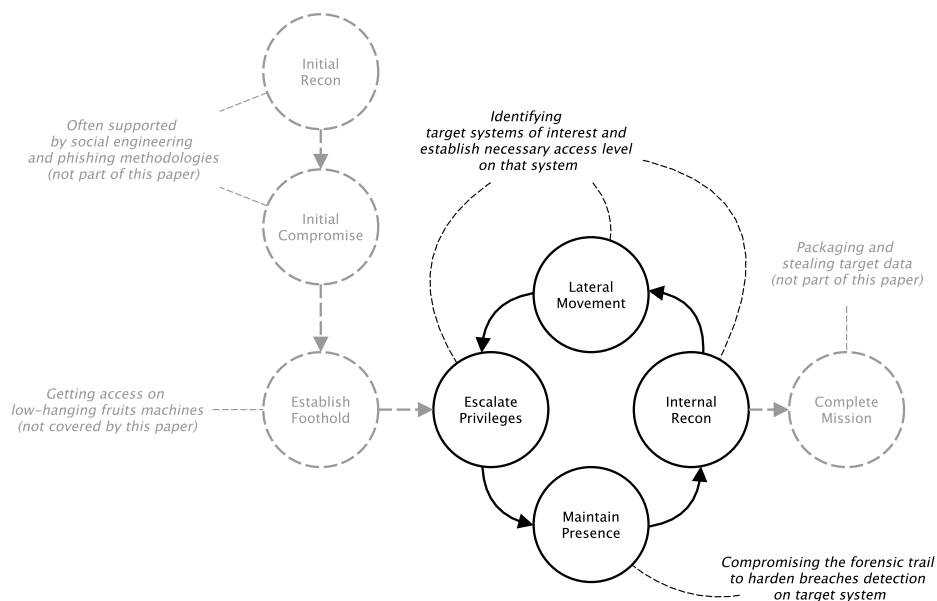 Initial
Recon
Often supported
by social engineering
and phishing methodologies
(not part of this paper)
Initial
Compromise
Identifying
target systems of interest and
establish necessary access level
on that system
Packaging and
stealing target data
(not part of this paper)
Lateral
Movement
Getting access on
low-hanging fruits machines
(not covered by this paper)
Establish
Foothold
Escalate
Privileges
Internal
Recon
Complete
Mission
Maintain
Presence
Compromising the forensic trail
to harden breaches detection
on target system